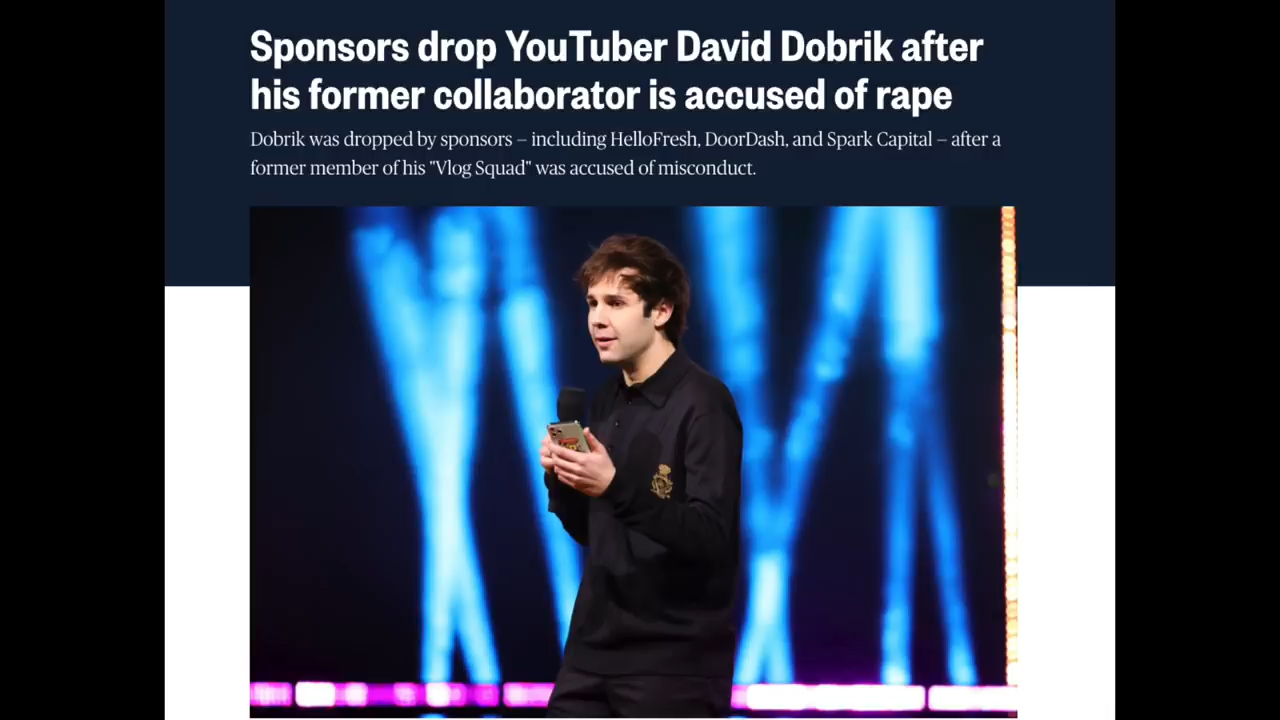 Sponsors drop YouTuber David Dobrik after
his former collaborator is accused of rape
Dobrik was dropped by sponsors – including HelloFresh, DoorDash, and Spark Capital – after a
former member of his "Vlog Squad" was accused of misconduct.